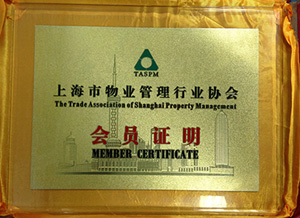 TASPM
上海市物业管理行业协会
The Trade Association of Shanghai Property Management
会员证明
MEMBER CERTIFICATE